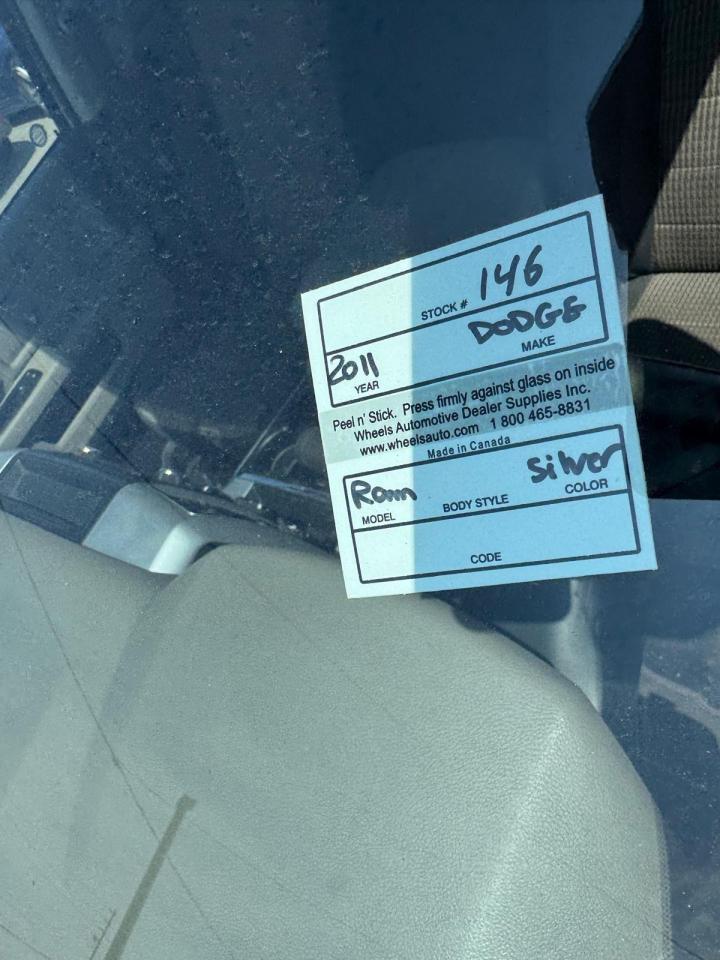 146
STOCK #
DODGE
2011
MAKE
YEAR
Peel n' Stick. Press firmly against glass on inside
Wheels Automotive Dealer Supplies Inc.
www.wheelsauto.com 1 800 465-8831
Made in Canada
Ram Silver
MODEL BODY STYLE COLOR
CODE